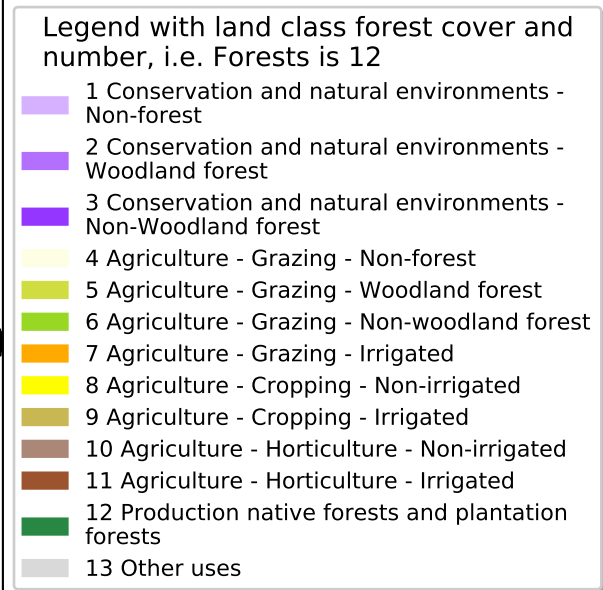 Legend with land class forest cover and
number, i.e. Forests is 12
1 Conservation and natural environments -
Non-forest
2 Conservation and natural environments -
Woodland forest
3 Conservation and natural environments -
Non-Woodland forest
4 Agriculture - Grazing - Non-forest
5 Agriculture - Grazing - Woodland forest
6 Agriculture - Grazing - Non-woodland forest
7 Agriculture - Grazing - Irrigated
8 Agriculture - Cropping - Non-irrigated
9 Agriculture - Cropping - Irrigated
10 Agriculture - Horticulture - Non-irrigated
11 Agriculture - Horticulture - Irrigated
12 Production native forests and plantation
forests
13 Other uses